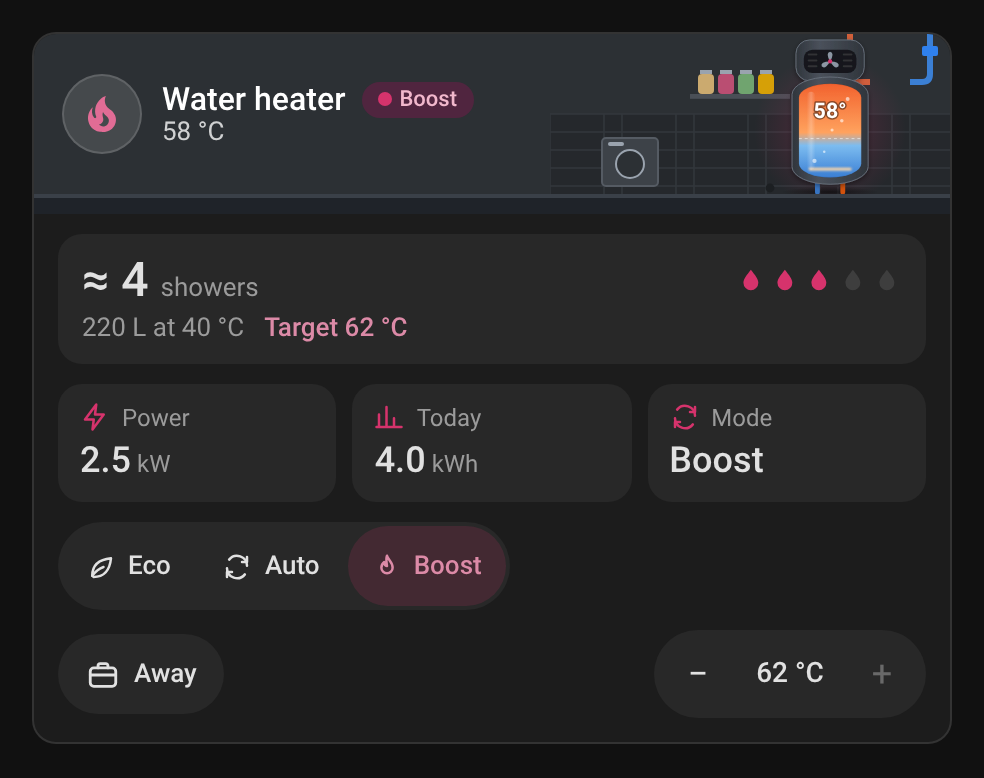 Water heater
Boost
58 °C
58°
≈ 4 showers
220 L at 40 °C Target 62 °C
Power
2.5 kW
Today
4.0 kWh
Mode
Boost
Eco
Auto
Boost
Away
− 62 °C +